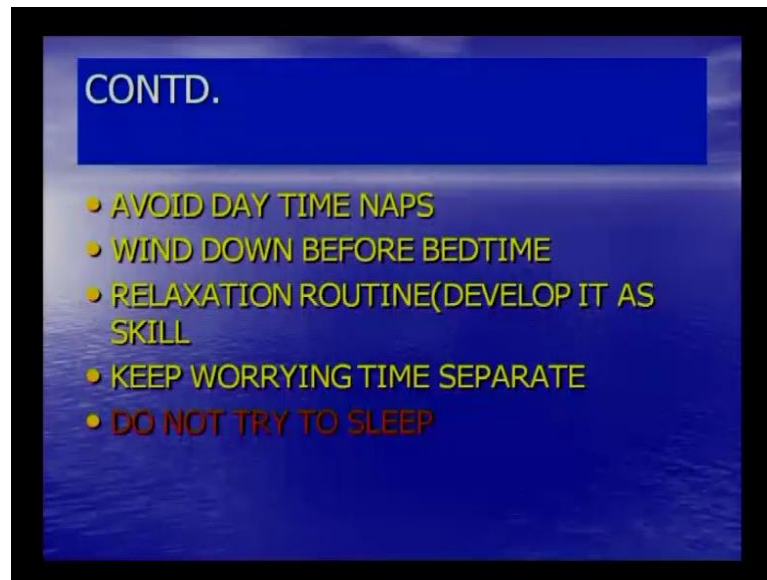 CONTD.
• AVOID DAY TIME NAPS
• WIND DOWN BEFORE BEDTIME
• RELAXATION ROUTINE(DEVELOP IT AS
SKILL
• KEEP WORRYING TIME SEPARATE
• DO NOT TRY TO SLEEP